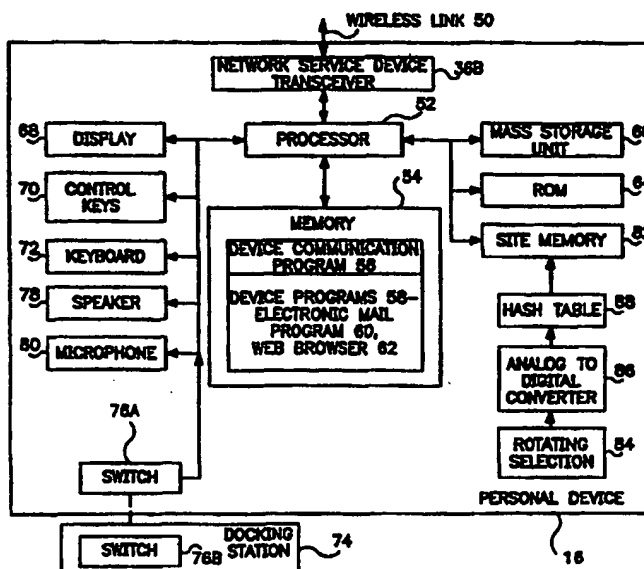 WIRELESS LINK 50
NETWORK SERVICE DEVICE
TRANSCEIVER
36B
52
68
DISPLAY
PROCESSOR
MASS STORAGE
UNIT
70
CONTROL
KEYS
54
ROM
MEMORY
72
KEYBOARD
DEVICE COMMUNICATION
PROGRAM 56
SITE MEMORY
78
SPEAKER
DEVICE PROGRAMS 58-
ELECTRONIC MAIL
PROGRAM 60,
WEB BROWSER 62
HASH TABLE
88
80
MICROPHONE
ANALOG TO
DIGITAL
CONVERTER
86
76A
ROTATING
SELECTION
84
SWITCH
PERSONAL DEVICE
DOCKING
STATION
SWITCH
76B
74
16